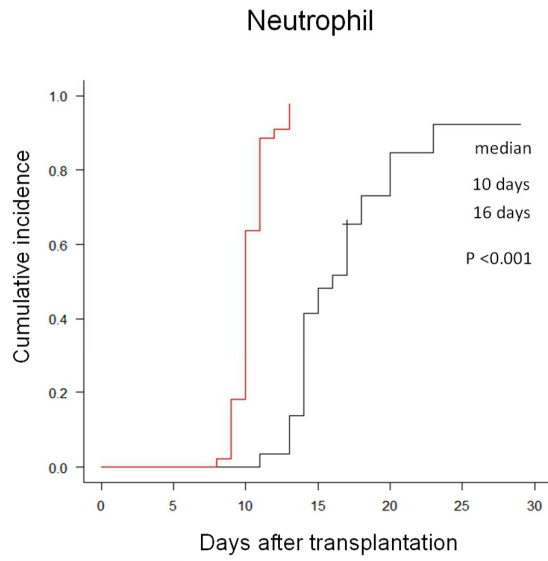 Neutrophil
1.0
0.8
0.6
0.4
0.2
0.0
Cumulative incidence
median
10 days
16 days
P <0.001
0 5 10 15 20 25 30
Days after transplantation